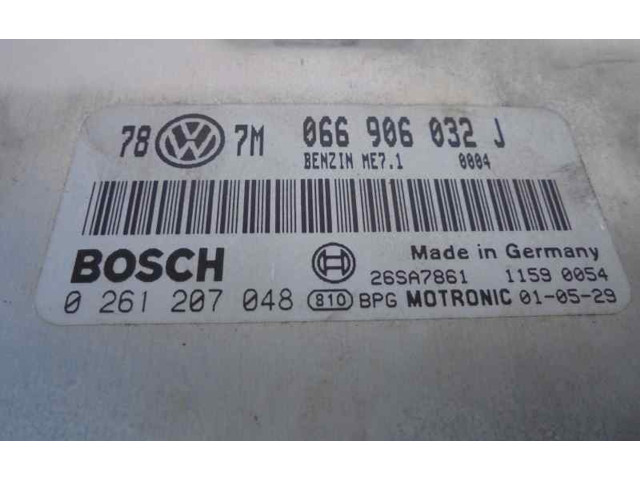 78 VW 7M 066 906 032 J
BENZIN ME7.1 0004
BOSCH Made in Germany
26SA7861 1159 0054
0 261 207 048 810 BPG MOTRONIC 01-05-29